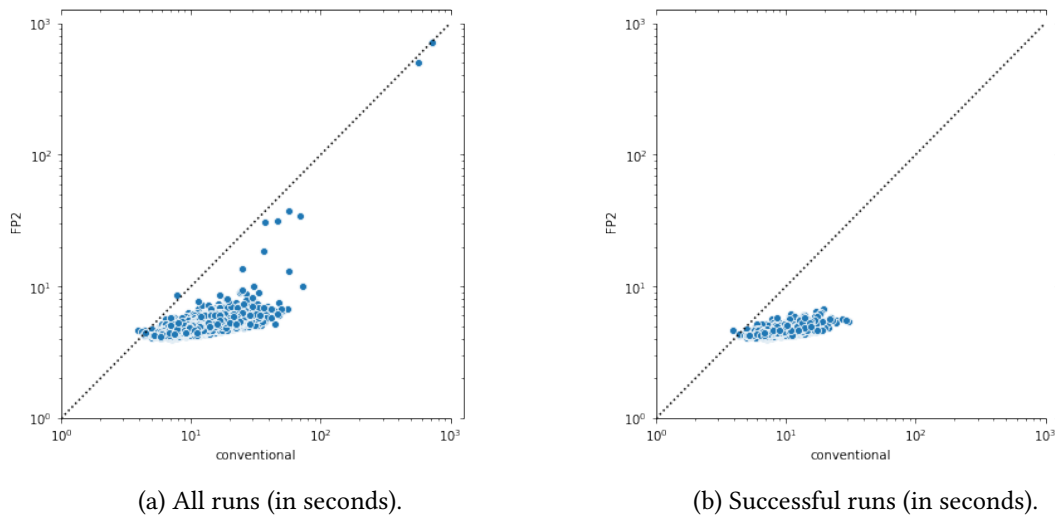 10³
10²
10¹
10⁰
FP2
10⁰ 10¹ 10² 10³
conventional
(a) All runs (in seconds).
10³
10²
10¹
10⁰
FP2
10⁰ 10¹ 10² 10³
conventional
(b) Successful runs (in seconds).